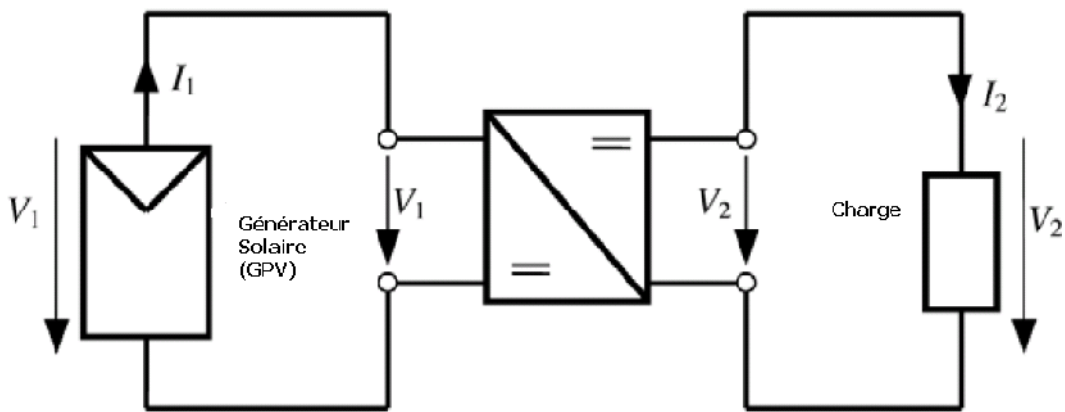 I1
V1
Générateur
Solaire
(GPV)
V1
V2
Charge
I2
V2